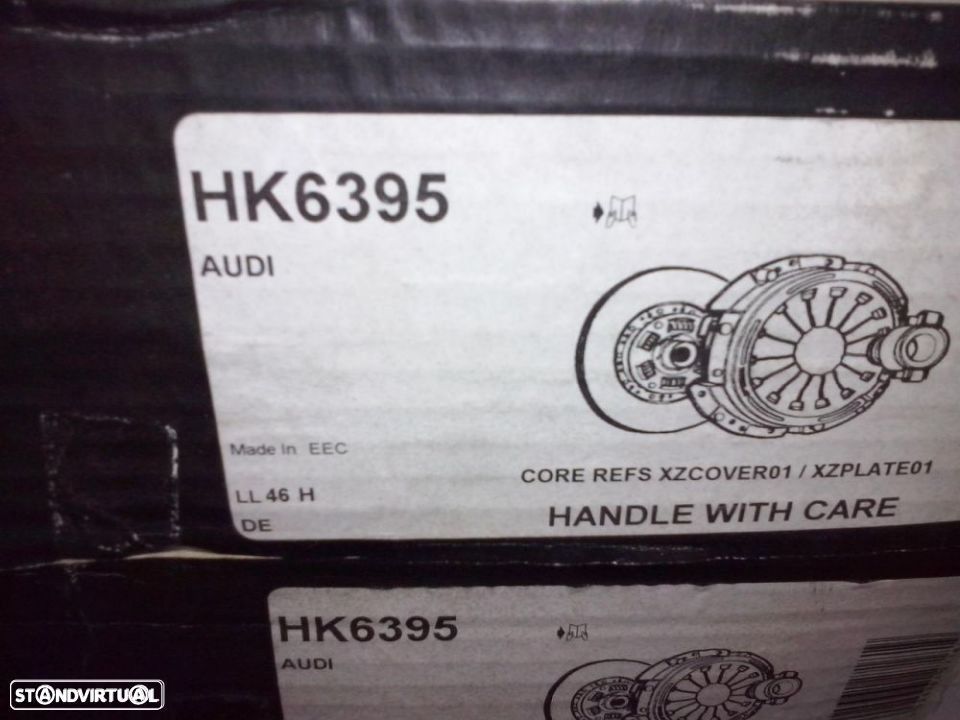 HK6395
AUDI
Made In EEC
LL 46 H
DE
CORE REFS XZCOVER01 / XZPLATE01
HANDLE WITH CARE
HK6395
AUDI
STANDVIRTUAL